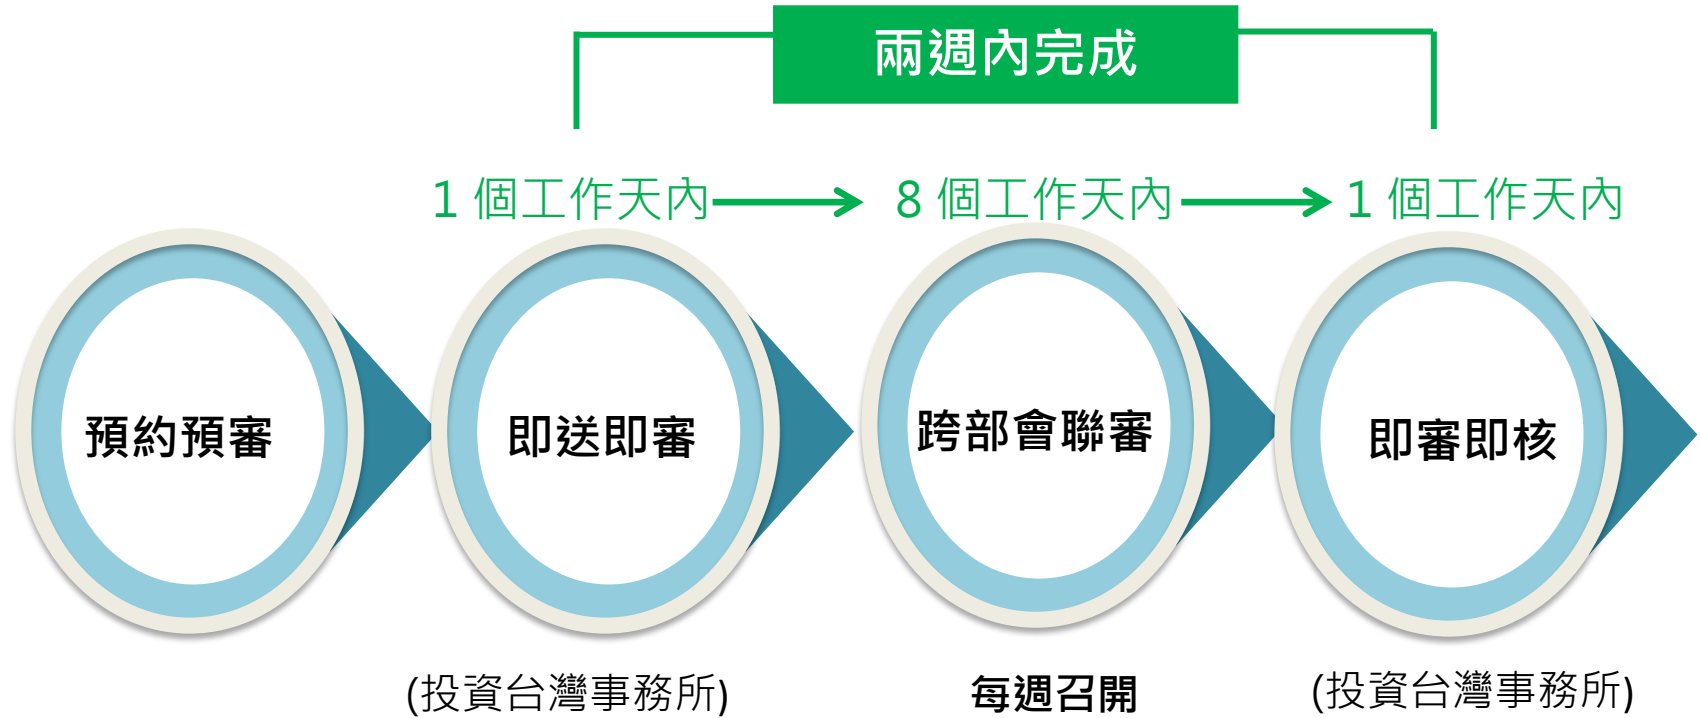 兩週內完成
1 個工作天內
8 個工作天內
1 個工作天內
預約預審
即送即審
跨部會聯審
即審即核
(投資台灣事務所)
每週召開
(投資台灣事務所)